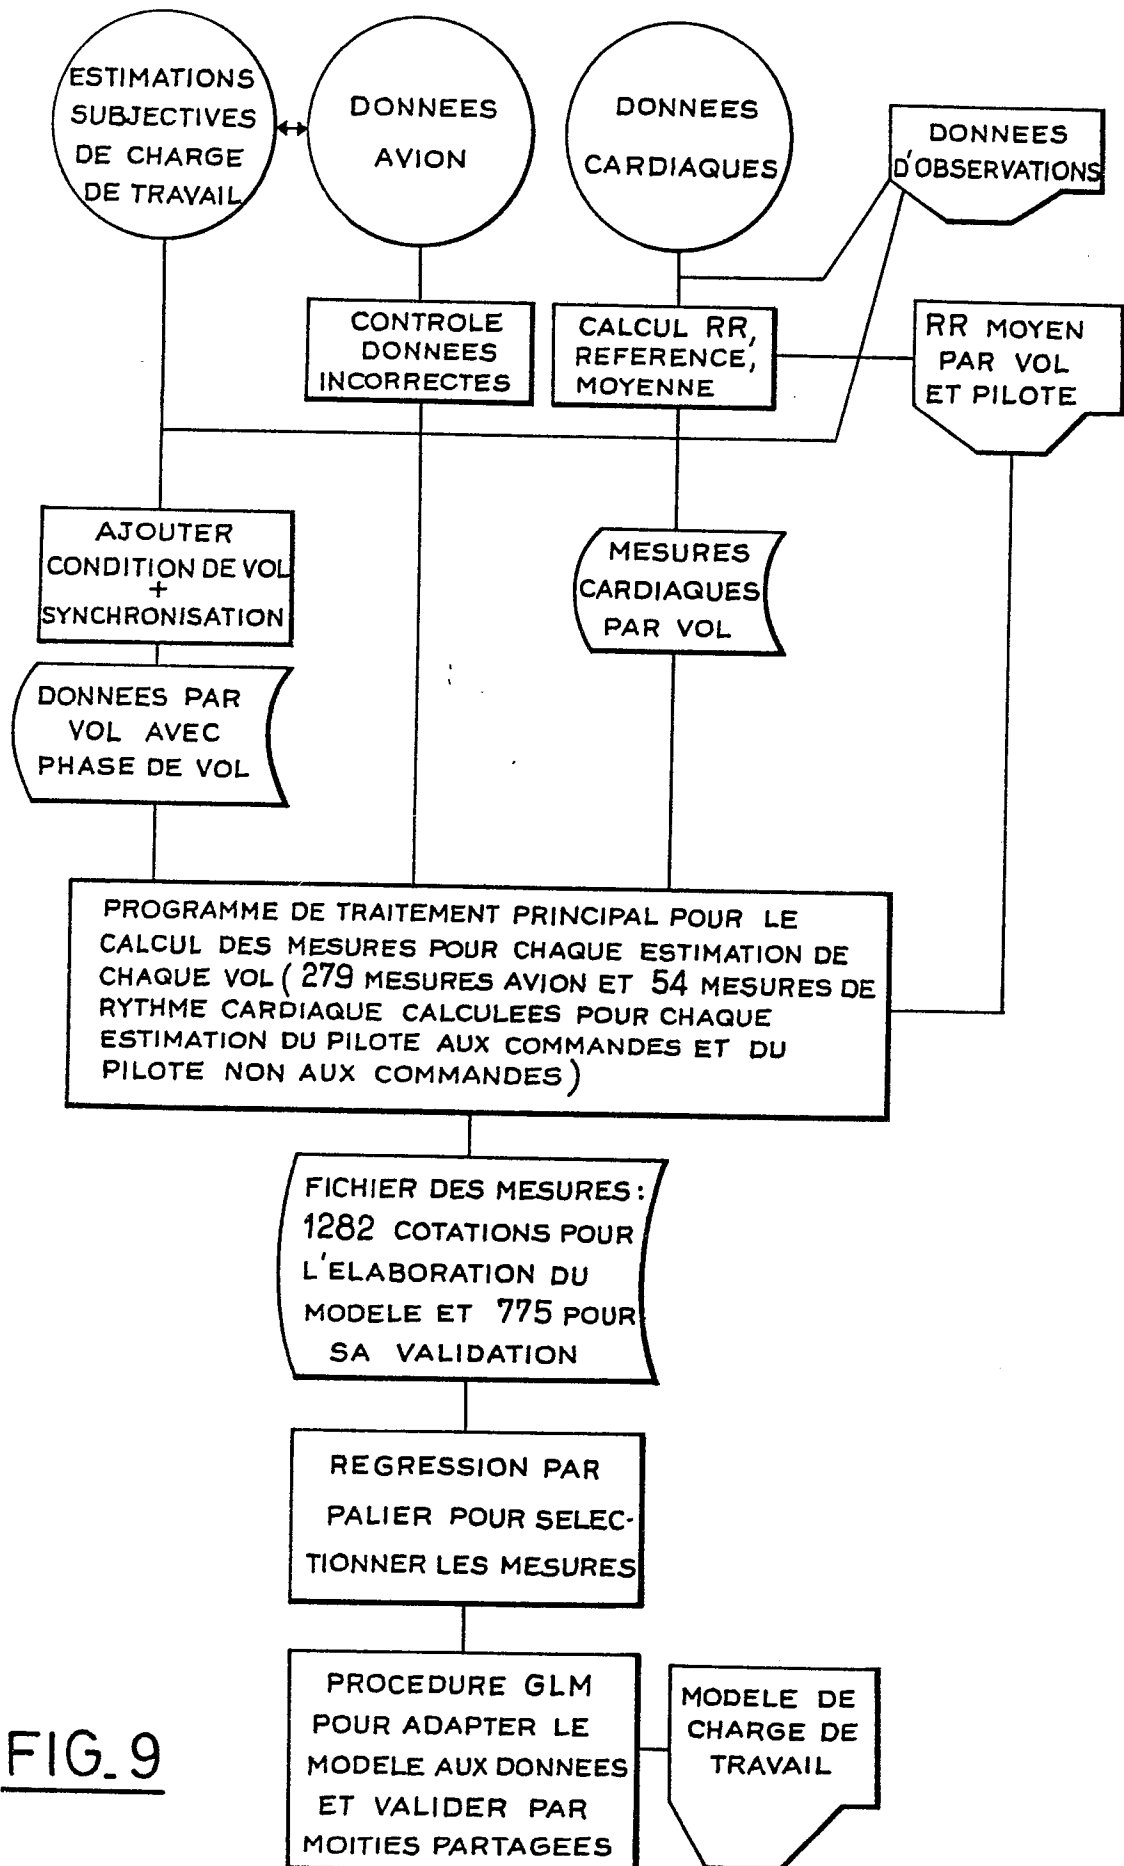 ESTIMATIONS
SUBJECTIVES
DE CHARGE
DE TRAVAIL
DONNEES
AVION
DONNEES
CARDIAQUES
DONNEES
D'OBSERVATIONS
CONTROLE
DONNEES
INCORRECTES
CALCUL RR,
REFERENCE,
MOYENNE
RR MOYEN
PAR VOL
ET PILOTE
AJOUTER
CONDITION DE VOL
+
SYNCHRONISATION
MESURES
CARDIAQUES
PAR VOL
DONNEES PAR
VOL AVEC
PHASE DE VOL
PROGRAMME DE TRAITEMENT PRINCIPAL POUR LE
CALCUL DES MESURES POUR CHAQUE ESTIMATION DE
CHAQUE VOL (279 MESURES AVION ET 54 MESURES DE
RYTHME CARDIAQUE CALCULEES POUR CHAQUE
ESTIMATION DU PILOTE AUX COMMANDES ET DU
PILOTE NON AUX COMMANDES)
FICHIER DES MESURES:
1282 COTATIONS POUR
L'ELABORATION DU
MODELE ET 775 POUR
SA VALIDATION
REGRESSION PAR
PALIER POUR SELEC-
TIONNER LES MESURES
PROCEDURE GLM
POUR ADAPTER LE
MODELE AUX DONNEES
ET VALIDER PAR
MOITIES PARTAGEES
MODELE DE
CHARGE DE
TRAVAIL
FIG_9